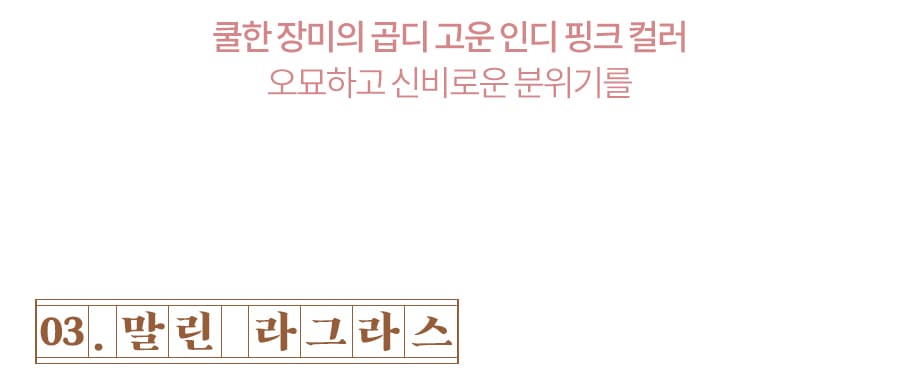 쿨한 장미의 곱디 고운 인디 핑크 컬러
오묘하고 신비로운 분위기를
03. 말린 라그라스